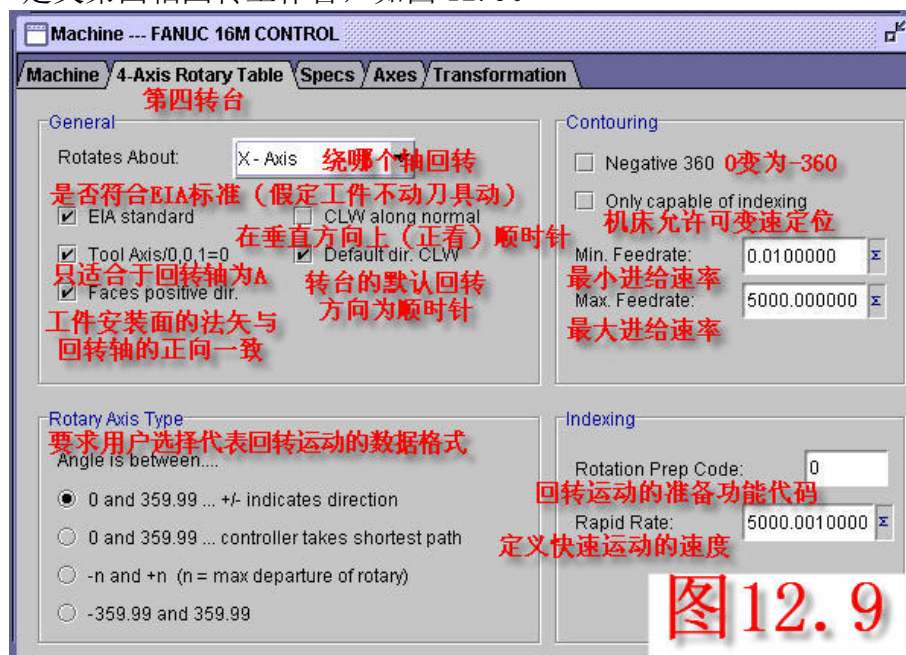 Machine --- FANUC 16M CONTROL
Machine 4-Axis Rotary Table Specs Axes Transformation
第四转台
General
Rotates About: X - Axis 绕哪个轴回转
是否符合EIA标准（假定工件不动刀具动）
EIA standard CLW along normal
在垂直方向上（正看）顺时针
Tool Axis/0,0,1=0 Default dir. CLW
只适合于回转轴为A 转台的默认回转
Faces positive dir. 方向为顺时针
工件安装面的法矢与
回转轴的正向一致
Contouring
Negative 360 0变为-360
Only capable of indexing
机床允许可变速定位
Min. Feedrate: 0.0100000 Σ
最小进给速率
Max. Feedrate: 5000.000000 Σ
最大进给速率
Rotary Axis Type
要求用户选择代表回转运动的数据格式
Angle is between....
0 and 359.99 ... +/- indicates direction
0 and 359.99 ... controller takes shortest path
-n and +n (n = max departure of rotary)
-359.99 and 359.99
Indexing
Rotation Prep Code: 0
回转运动的准备功能代码
Rapid Rate: 5000.0010000 Σ
定义快速运动的速度
图12.9